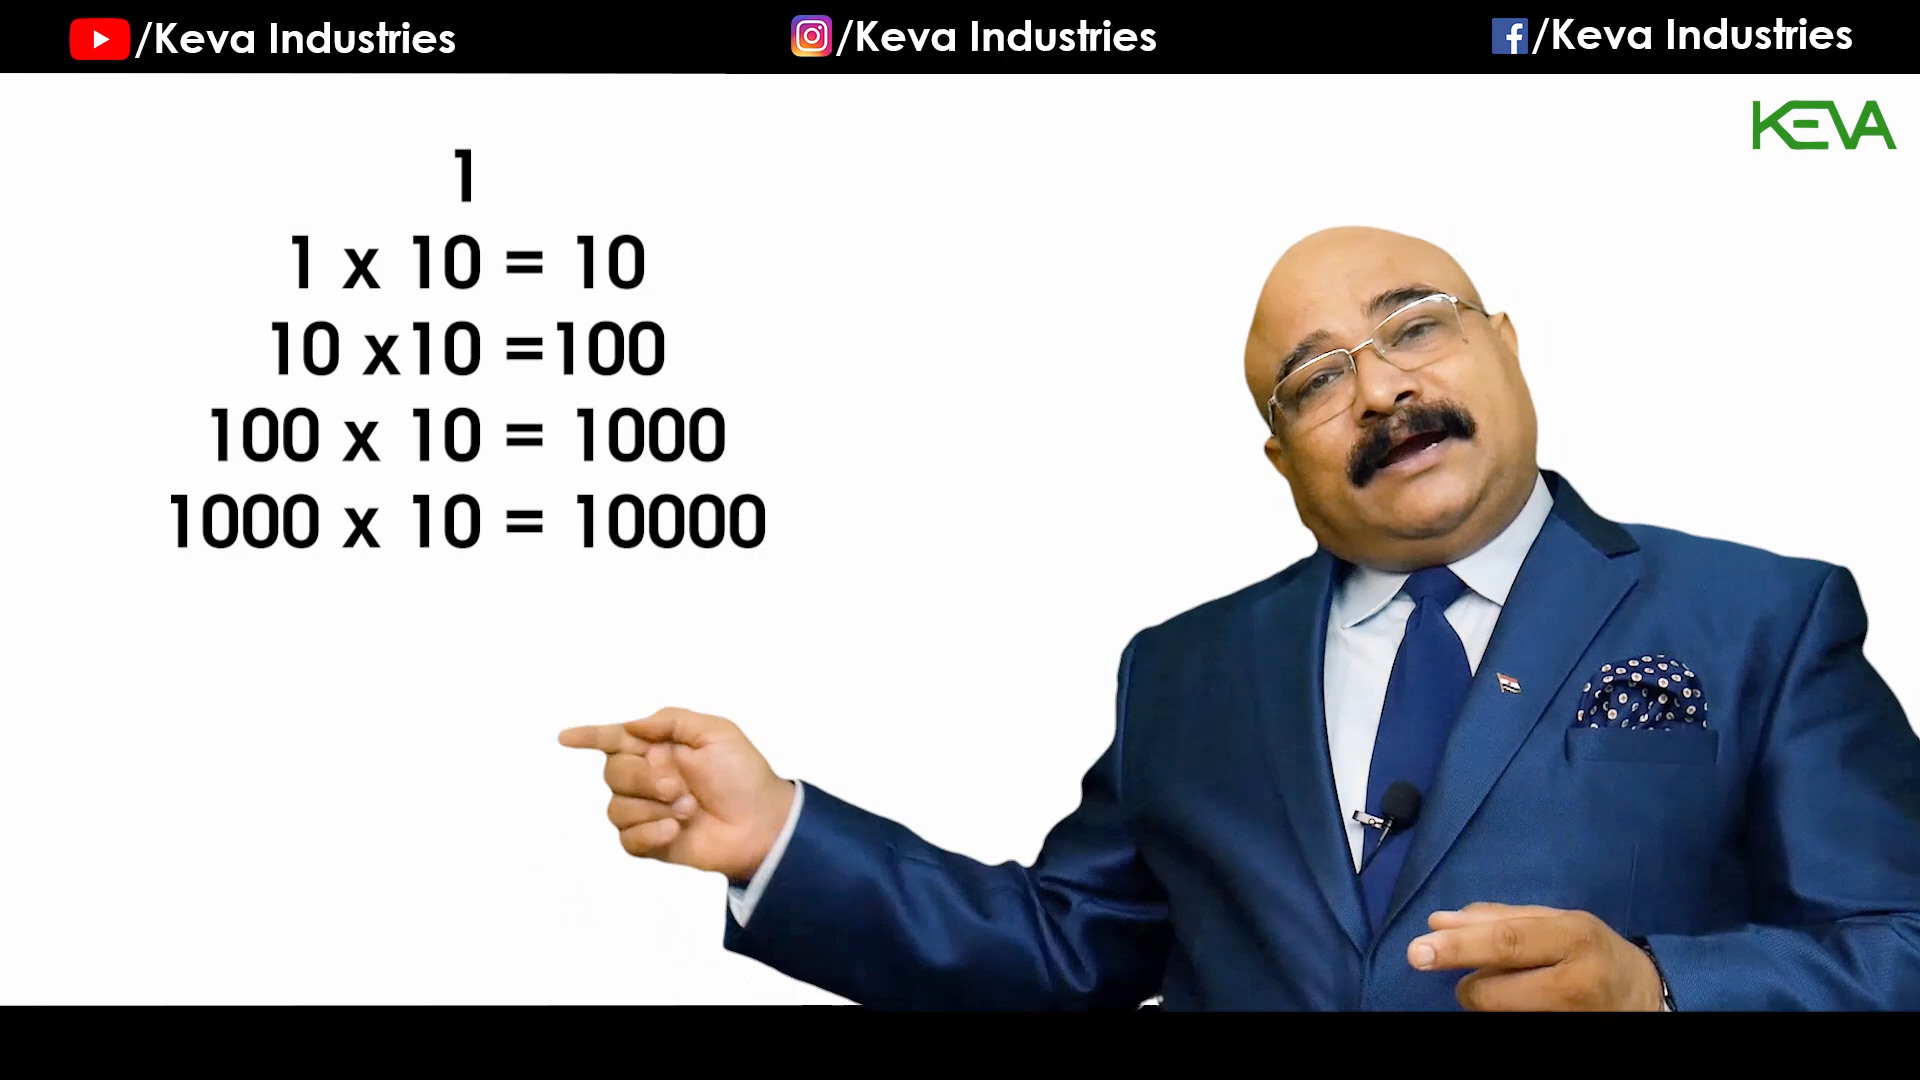 /Keva Industries
/Keva Industries
/Keva Industries
KEVA
1
1 x 10 = 10
10 x10 =100
100 x 10 = 1000
1000 x 10 = 10000